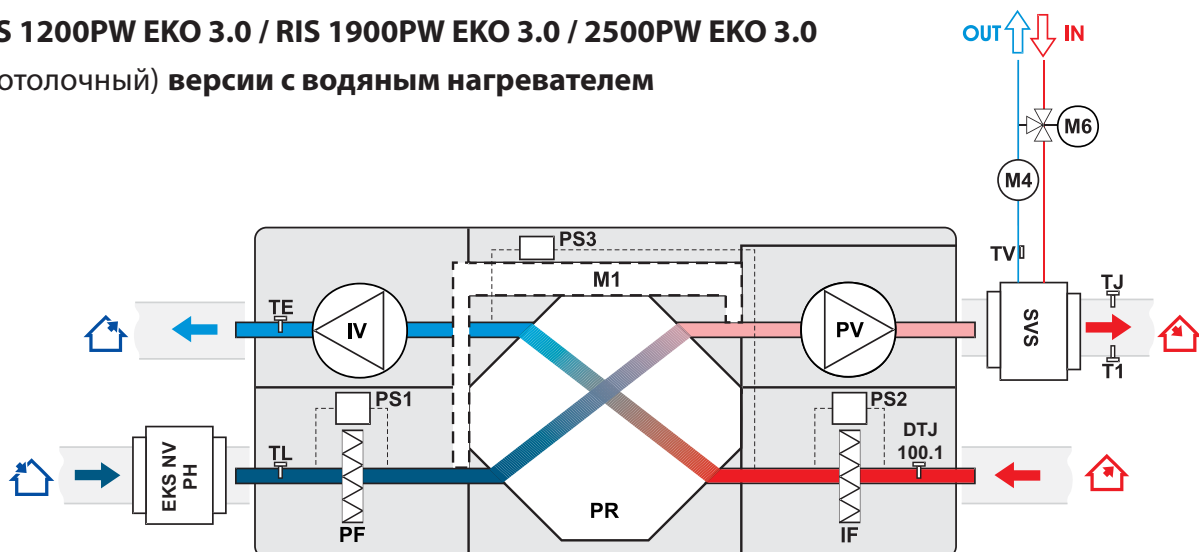 S 1200PW EKO 3.0 / RIS 1900PW EKO 3.0 / 2500PW EKO 3.0
отолочный) версии с водяным нагревателем
OUT IN
M6
M4
PS3
TV
M1
TJ
TE
IV
PV
SVS
T1
PS1
PS2
TL
DTJ
100.1
EKS NV
PH
PR
PF
IF